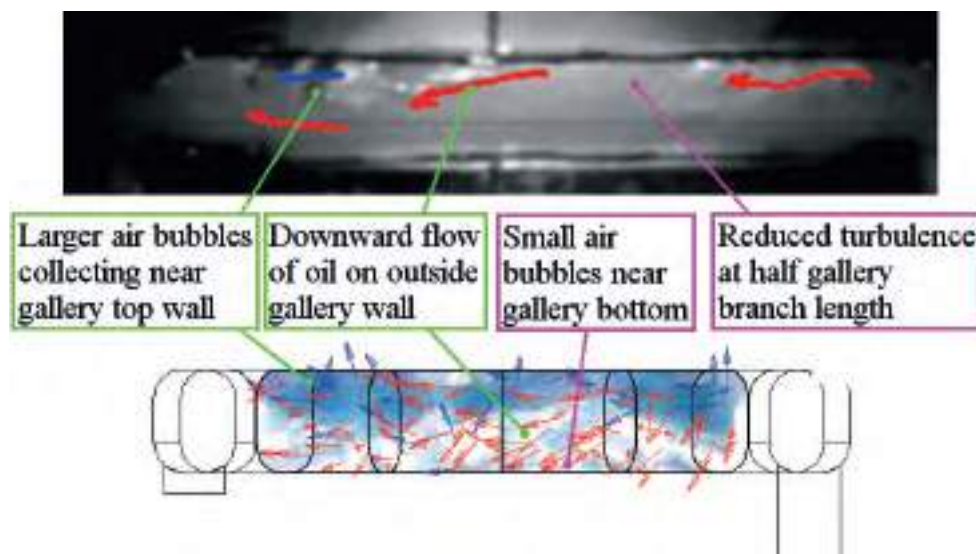 Larger air bubbles
collecting near
gallery top wall
Downward flow
of oil on outside
gallery wall
Small air
bubbles near
gallery bottom
Reduced turbulence
at half gallery
branch length